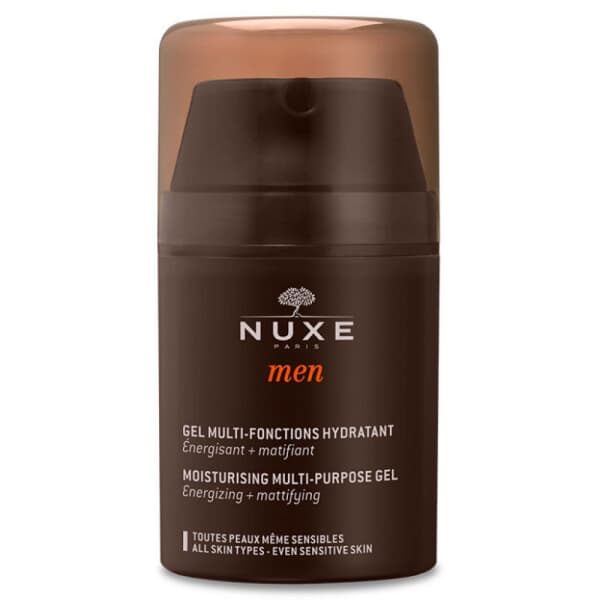 NUXE
PARIS
men
GEL MULTI-FONCTIONS HYDRATANT
Énergisant + matifiant
MOISTURISING MULTI-PURPOSE GEL
Energizing + mattifying
TOUTES PEAUX MÊME SENSIBLES
ALL SKIN TYPES - EVEN SENSITIVE SKIN